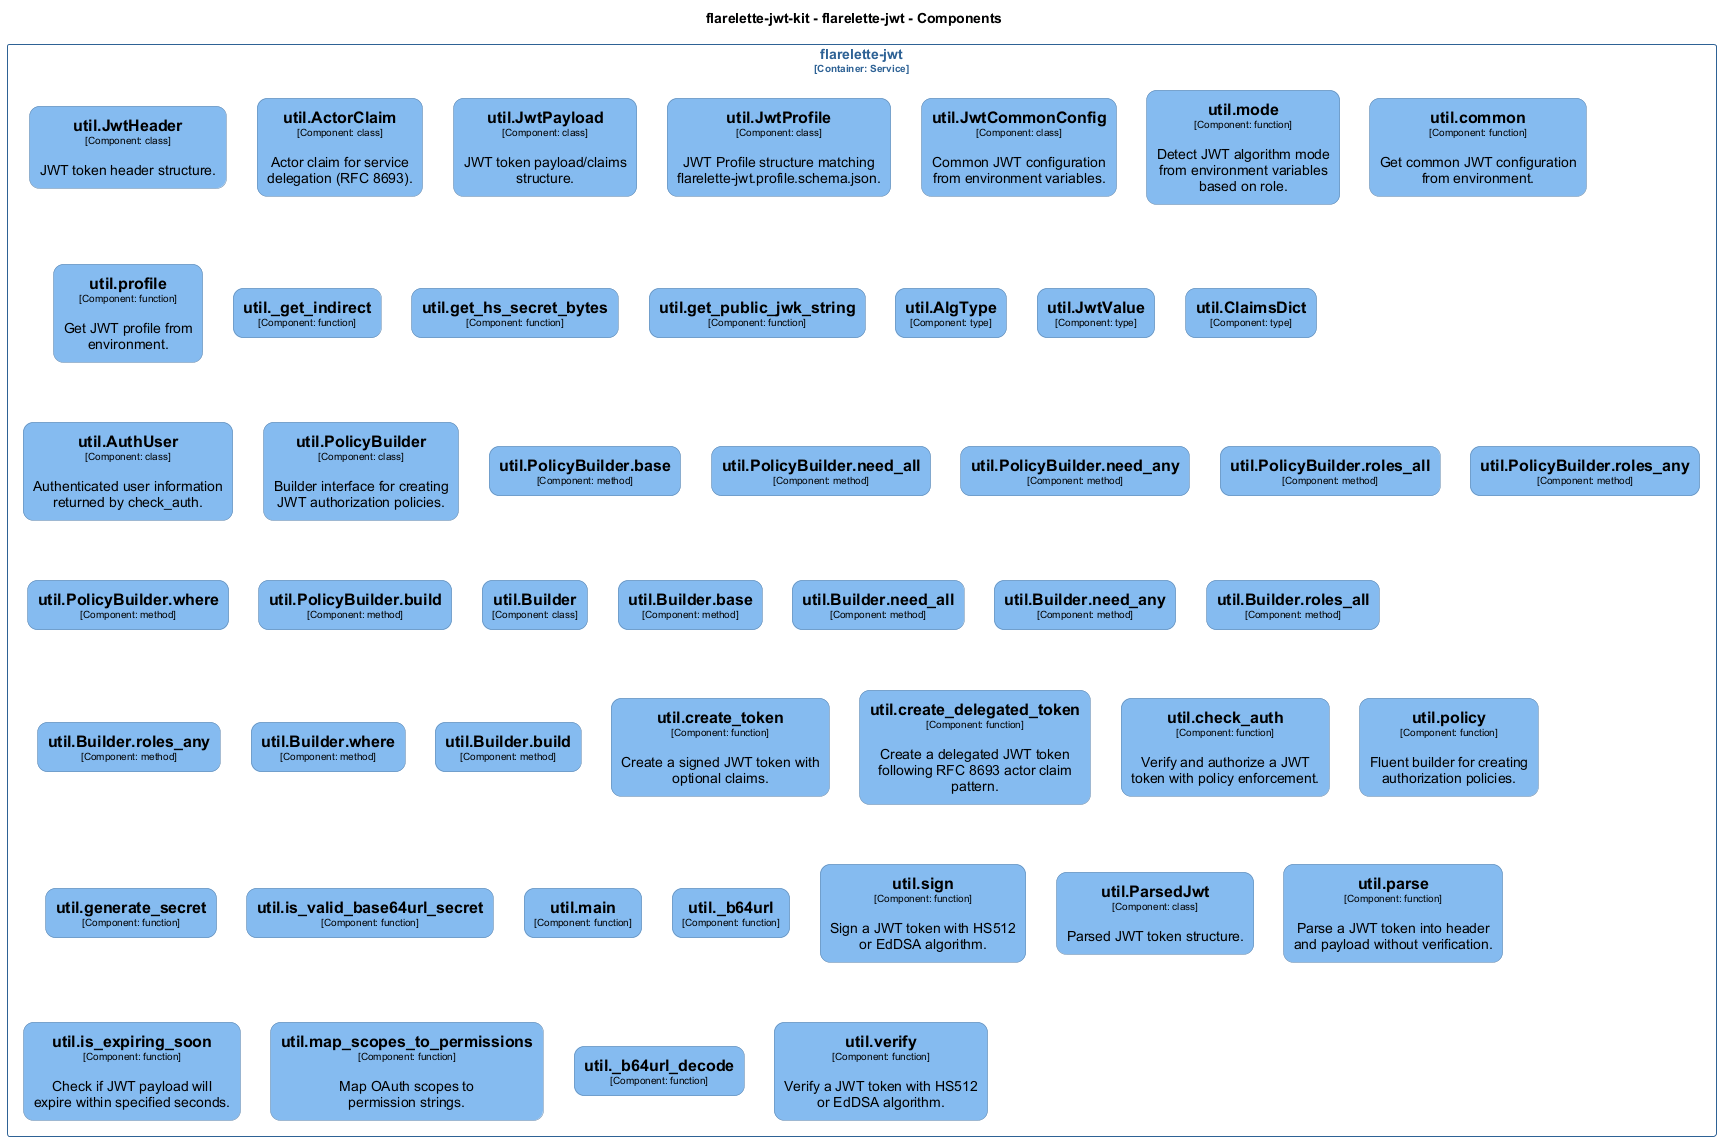 flarelette-jwt-kit - flarelette-jwt - Components
flarelette-jwt
[Container: Service]
util.JwtHeader
[Component: class]
JWT token header structure.
util.ActorClaim
[Component: class]
Actor claim for service
delegation (RFC 8693).
util.JwtPayload
[Component: class]
JWT token payload/claims
structure.
util.JwtProfile
[Component: class]
JWT Profile structure matching
flarelette-jwt.profile.schema.json.
util.JwtCommonConfig
[Component: class]
Common JWT configuration
from environment variables.
util.mode
[Component: function]
Detect JWT algorithm mode
from environment variables
based on role.
util.common
[Component: function]
Get common JWT configuration
from environment.
util.profile
[Component: function]
Get JWT profile from
environment.
util._get_indirect
[Component: function]
util.get_hs_secret_bytes
[Component: function]
util.get_public_jwk_string
[Component: function]
util.AlgType
[Component: type]
util.JwtValue
[Component: type]
util.ClaimsDict
[Component: type]
util.AuthUser
[Component: class]
Authenticated user information
returned by check_auth.
util.PolicyBuilder
[Component: class]
Builder interface for creating
JWT authorization policies.
util.PolicyBuilder.base
[Component: method]
util.PolicyBuilder.need_all
[Component: method]
util.PolicyBuilder.need_any
[Component: method]
util.PolicyBuilder.roles_all
[Component: method]
util.PolicyBuilder.roles_any
[Component: method]
util.PolicyBuilder.where
[Component: method]
util.PolicyBuilder.build
[Component: method]
util.Builder
[Component: class]
util.Builder.base
[Component: method]
util.Builder.need_all
[Component: method]
util.Builder.need_any
[Component: method]
util.Builder.roles_all
[Component: method]
util.Builder.roles_any
[Component: method]
util.Builder.where
[Component: method]
util.Builder.build
[Component: method]
util.create_token
[Component: function]
Create a signed JWT token with
optional claims.
util.create_delegated_token
[Component: function]
Create a delegated JWT token
following RFC 8693 actor claim
pattern.
util.check_auth
[Component: function]
Verify and authorize a JWT
token with policy enforcement.
util.policy
[Component: function]
Fluent builder for creating
authorization policies.
util.generate_secret
[Component: function]
util.is_valid_base64url_secret
[Component: function]
util.main
[Component: function]
util._b64url
[Component: function]
util.sign
[Component: function]
Sign a JWT token with HS512
or EdDSA algorithm.
util.ParsedJwt
[Component: class]
Parsed JWT token structure.
util.parse
[Component: function]
Parse a JWT token into header
and payload without verification.
util.is_expiring_soon
[Component: function]
Check if JWT payload will
expire within specified seconds.
util.map_scopes_to_permissions
[Component: function]
Map OAuth scopes to
permission strings.
util._b64url_decode
[Component: function]
util.verify
[Component: function]
Verify a JWT token with HS512
or EdDSA algorithm.